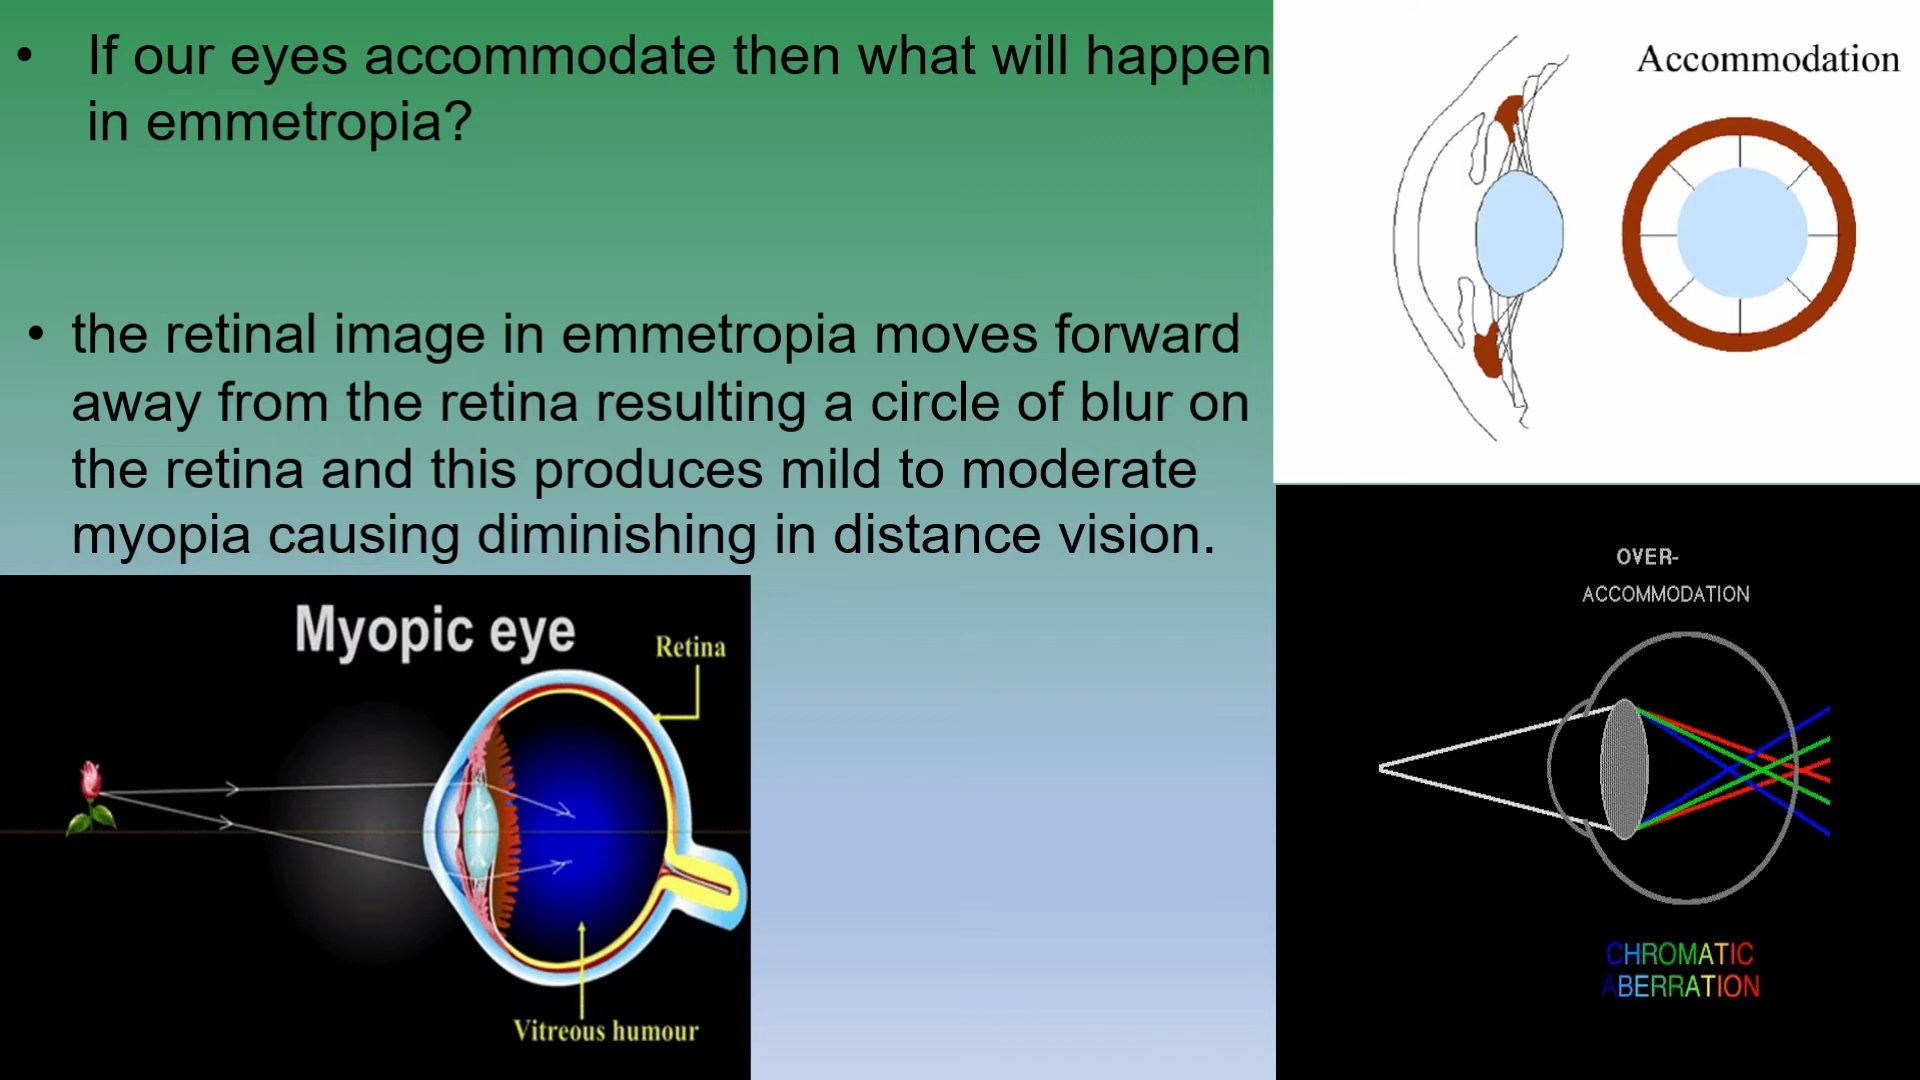 • If our eyes accommodate then what will happen
in emmetropia?
• the retinal image in emmetropia moves forward
away from the retina resulting a circle of blur on
the retina and this produces mild to moderate
myopia causing diminishing in distance vision.
Accommodation
Myopic eye
Retina
Vitreous humour
OVER-
ACCOMMODATION
CHROMATIC
ABERRATION